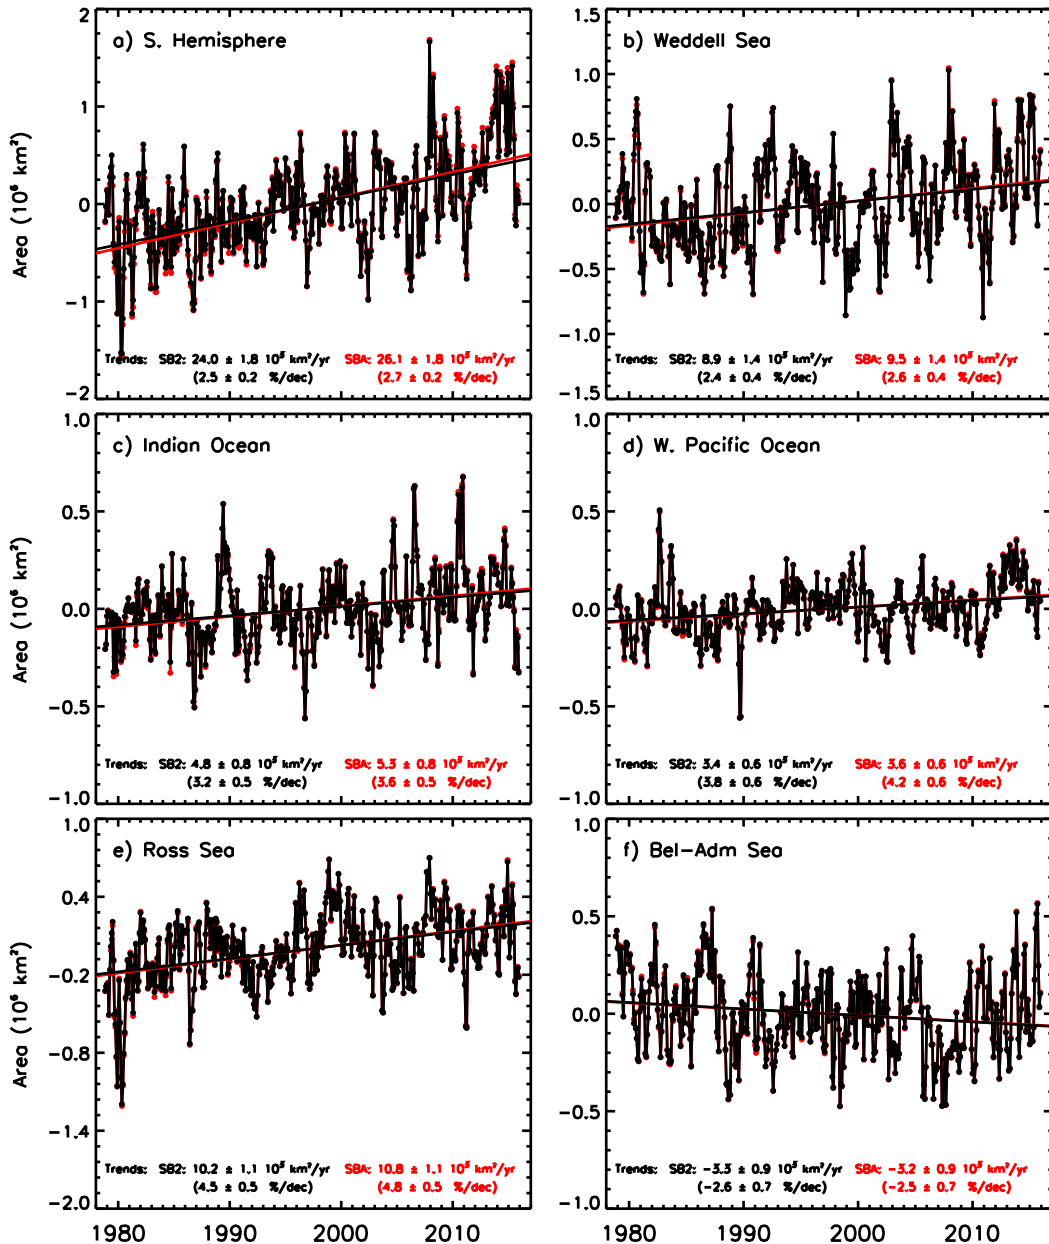 a) S. Hemisphere
2
1
0
−1
−2
Area (10⁶ km²)
Trends: SB2: 24.0 ± 1.8 10³ km²/yr SBA: 26.1 ± 1.8 10³ km²/yr
(2.5 ± 0.2 %/dec) (2.7 ± 0.2 %/dec)
b) Weddell Sea
1.5
1.0
0.5
0.0
−0.5
−1.0
−1.5
Trends: SB2: 8.9 ± 1.4 10³ km²/yr SBA: 9.5 ± 1.4 10³ km²/yr
(2.4 ± 0.4 %/dec) (2.6 ± 0.4 %/dec)
c) Indian Ocean
1.0
0.5
0.0
−0.5
−1.0
Area (10⁶ km²)
Trends: SB2: 4.8 ± 0.8 10³ km²/yr SBA: 5.3 ± 0.8 10³ km²/yr
(3.2 ± 0.5 %/dec) (3.6 ± 0.5 %/dec)
d) W. Pacific Ocean
1.0
0.5
0.0
−0.5
−1.0
Trends: SB2: 3.4 ± 0.6 10³ km²/yr SBA: 3.6 ± 0.6 10³ km²/yr
(3.8 ± 0.6 %/dec) (4.2 ± 0.6 %/dec)
e) Ross Sea
1.0
0.4
−0.2
−0.8
−1.4
−2.0
Area (10⁶ km²)
Trends: SB2: 10.2 ± 1.1 10³ km²/yr SBA: 10.8 ± 1.1 10³ km²/yr
(4.5 ± 0.5 %/dec) (4.8 ± 0.5 %/dec)
1980 1990 2000 2010
f) Bel−Adm Sea
1.0
0.5
0.0
−0.5
−1.0
Trends: SB2: −3.3 ± 0.9 10³ km²/yr SBA: −3.2 ± 0.9 10³ km²/yr
(−2.6 ± 0.7 %/dec) (−2.5 ± 0.7 %/dec)
1980 1990 2000 2010